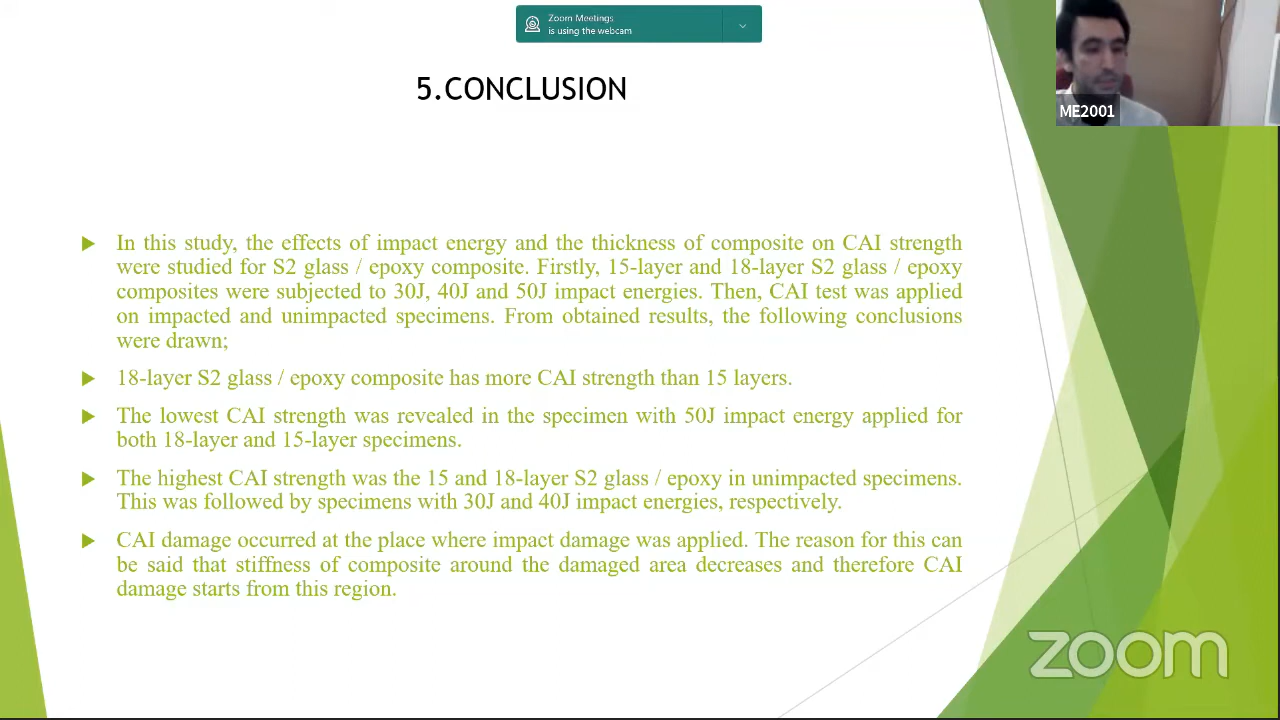 Zoom Meetings
is using the webcam
5.CONCLUSION
ME2001
In this study, the effects of impact energy and the thickness of composite on CAI strength
were studied for S2 glass / epoxy composite. Firstly, 15-layer and 18-layer S2 glass / epoxy
composites were subjected to 30J, 40J and 50J impact energies. Then, CAI test was applied
on impacted and unimpacted specimens. From obtained results, the following conclusions
were drawn;
18-layer S2 glass / epoxy composite has more CAI strength than 15 layers.
The lowest CAI strength was revealed in the specimen with 50J impact energy applied for
both 18-layer and 15-layer specimens.
The highest CAI strength was the 15 and 18-layer S2 glass / epoxy in unimpacted specimens.
This was followed by specimens with 30J and 40J impact energies, respectively.
CAI damage occurred at the place where impact damage was applied. The reason for this can
be said that stiffness of composite around the damaged area decreases and therefore CAI
damage starts from this region.
zoom